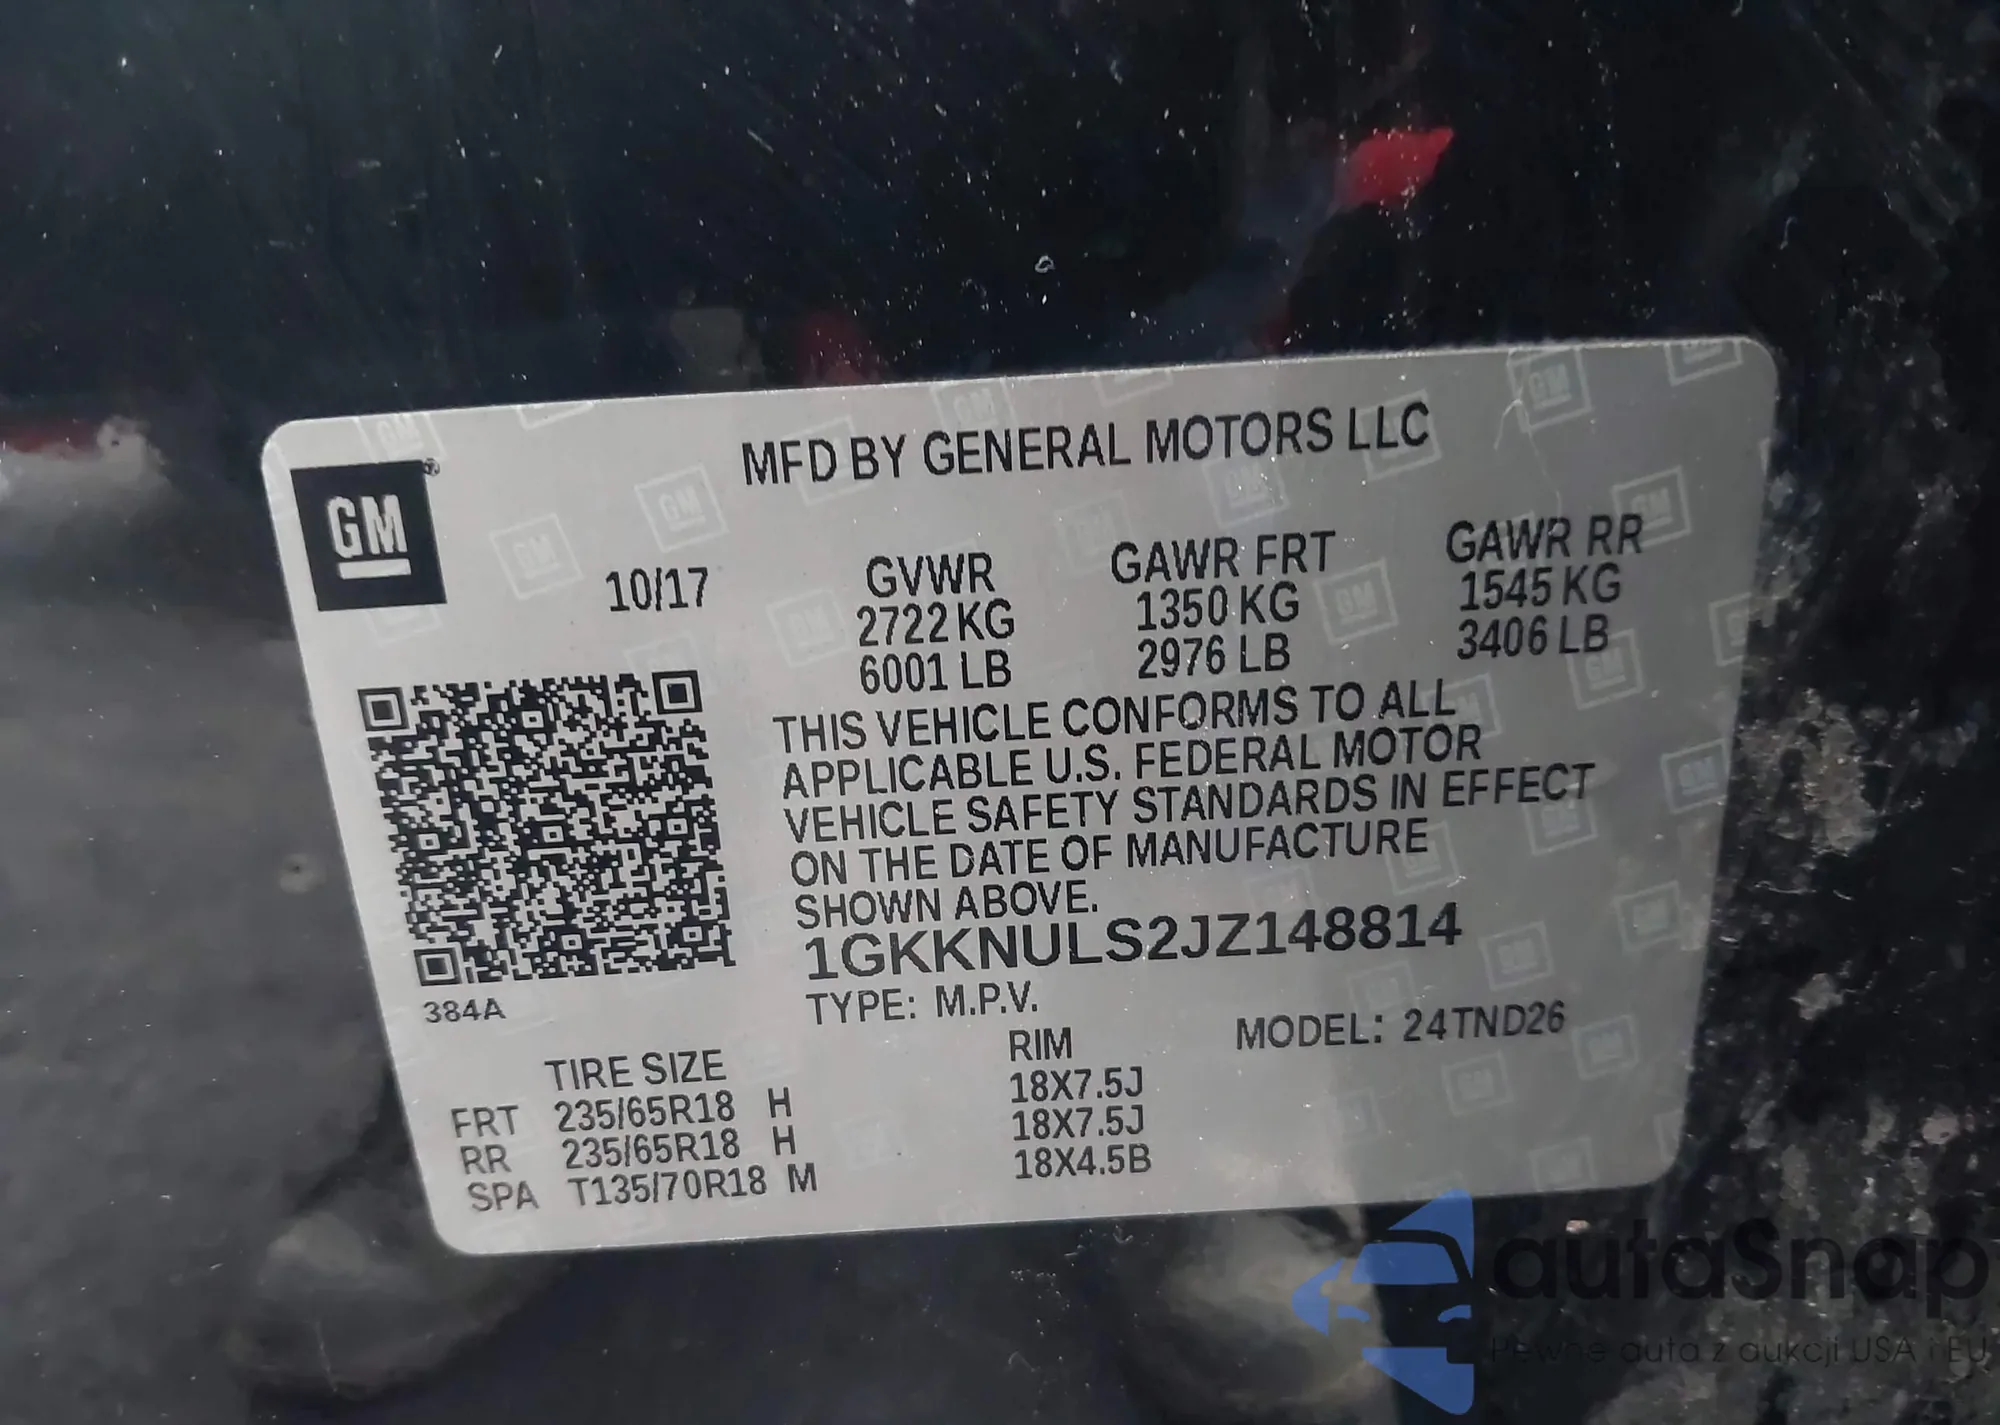 MFD BY GENERAL MOTORS LLC
GM®
10/17
GVWR GAWR FRT GAWR RR
2722 KG 1350 KG 1545 KG
6001 LB 2976 LB 3406 LB
THIS VEHICLE CONFORMS TO ALL
APPLICABLE U.S. FEDERAL MOTOR
VEHICLE SAFETY STANDARDS IN EFFECT
ON THE DATE OF MANUFACTURE
SHOWN ABOVE.
1GKKNULS2JZ148814
384A
TYPE: M.P.V.
MODEL: 24TND26
TIRE SIZE RIM
FRT 235/65R18 H 18X7.5J
RR 235/65R18 H 18X7.5J
SPA T135/70R18 M 18X4.5B
autaSnap
Pewne auta z aukcji USA i EU